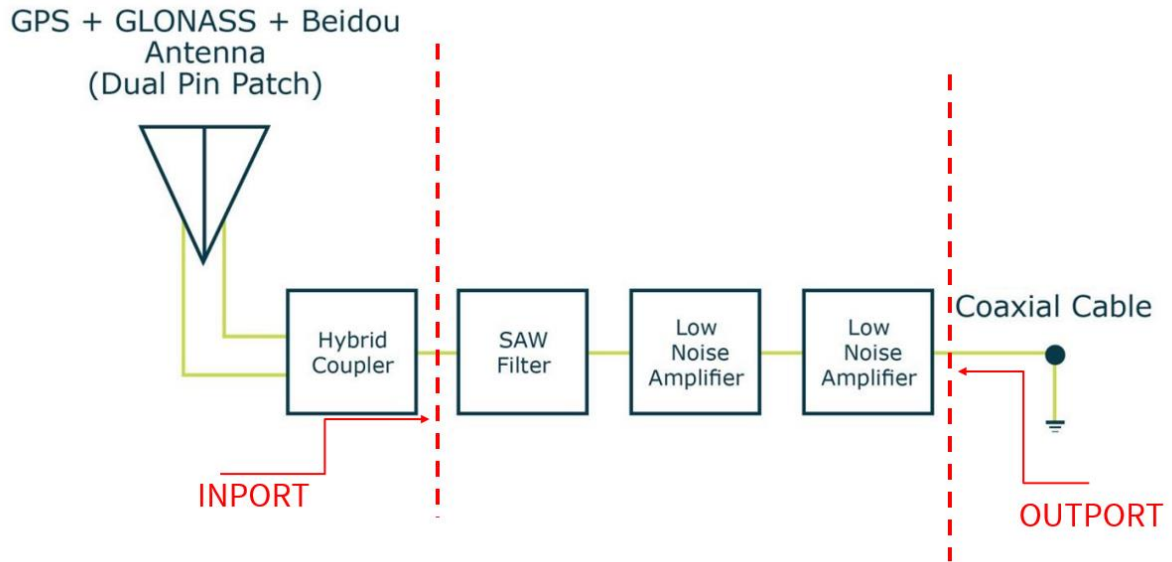 GPS + GLONASS + Beidou
Antenna
(Dual Pin Patch)
Hybrid
Coupler
SAW
Filter
Low
Noise
Amplifier
Low
Noise
Amplifier
Coaxial Cable
INPORT
OUTPORT